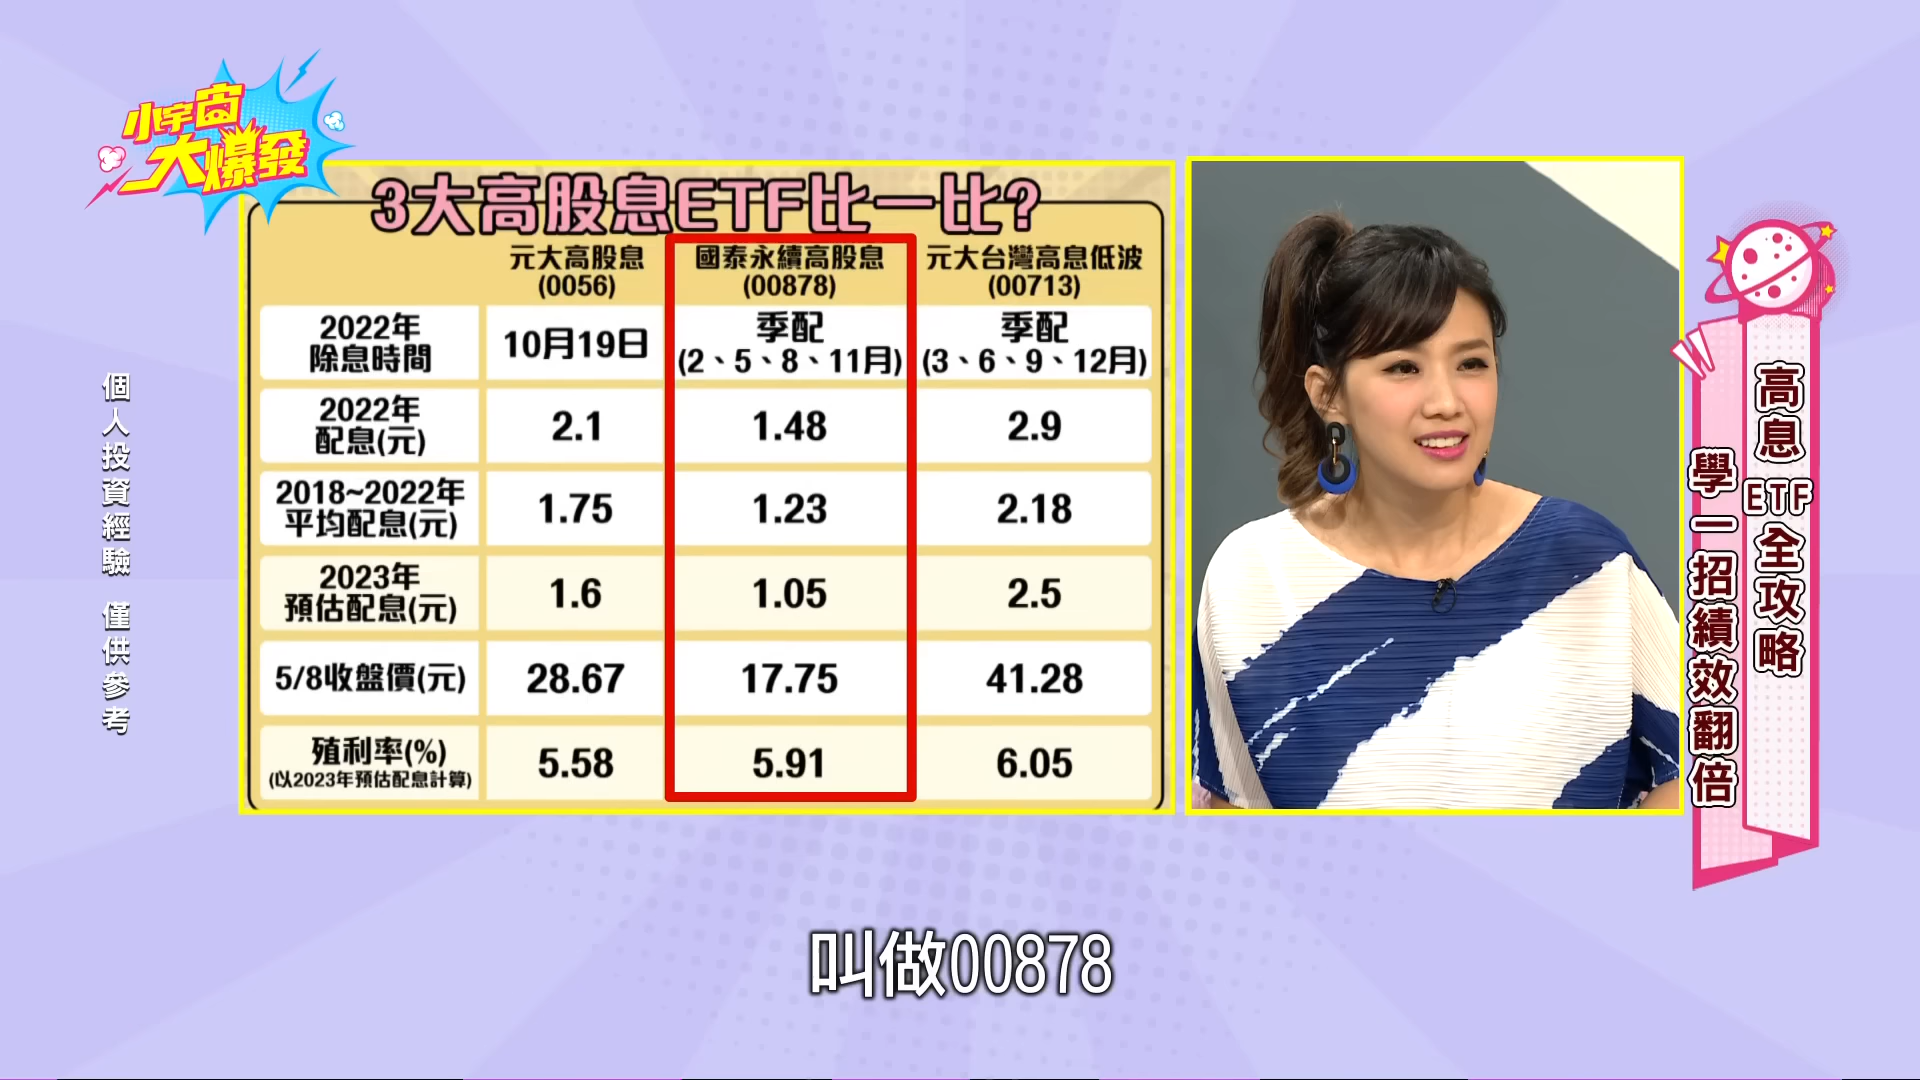 小宇宙
大爆發
3大高股息ETF比一比?
元大高股息
(0056)
國泰永續高股息
(00878)
元大台灣高息低波
(00713)
2022年
除息時間
10月19日
季配
(2、5、8、11月)
季配
(3、6、9、12月)
2022年
配息(元)
2.1
1.48
2.9
2018~2022年
平均配息(元)
1.75
1.23
2.18
2023年
預估配息(元)
1.6
1.05
2.5
5/8收盤價(元)
28.67
17.75
41.28
殖利率(%)
(以2023年預估配息計算)
5.58
5.91
6.05
個人投資經驗 僅供參考
高息ETF全攻略
學一招績效翻倍
叫做00878